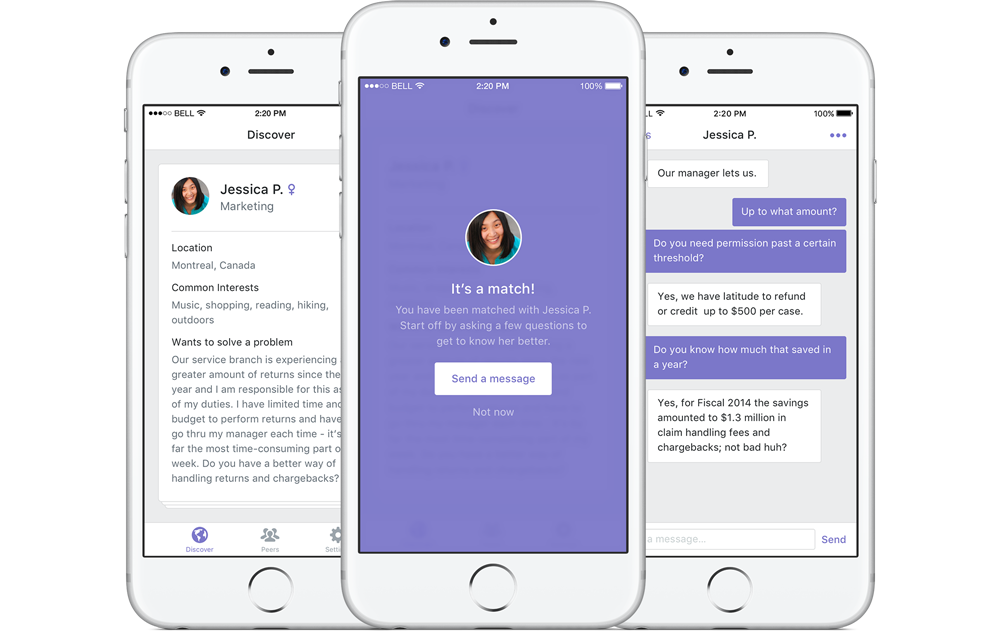 ●●●○○ BELL
2:20 PM
Discover
Jessica P. ♀
Marketing
Location
Montreal, Canada
Common Interests
Music, shopping, reading, hiking,
outdoors
Wants to solve a problem
Our service branch is experiencing
greater amount of returns since the
year and I am responsible for this as
of my duties. I have limited time and
budget to perform returns and have
go thru my manager each time - it's
far the most time-consuming part o
week. Do you have a better way of
handling returns and chargebacks?
Discover
Peers
Setti
●●●○○ BELL
2:20 PM
100%
Discover
It's a match!
You have been matched with Jessica P.
Start off by asking a few questions to
get to know her better.
Send a message
Not now
LL
2:20 PM
100%
s
Jessica P.
•••
Our manager lets us.
Up to what amount?
Do you need permission past a certain
threshold?
Yes, we have latitude to refund
or credit up to $500 per case.
Do you know how much that saved in
a year?
Yes, for Fiscal 2014 the savings
amounted to $1.3 million in
claim handling fees and
chargebacks; not bad huh?
a message...
Send